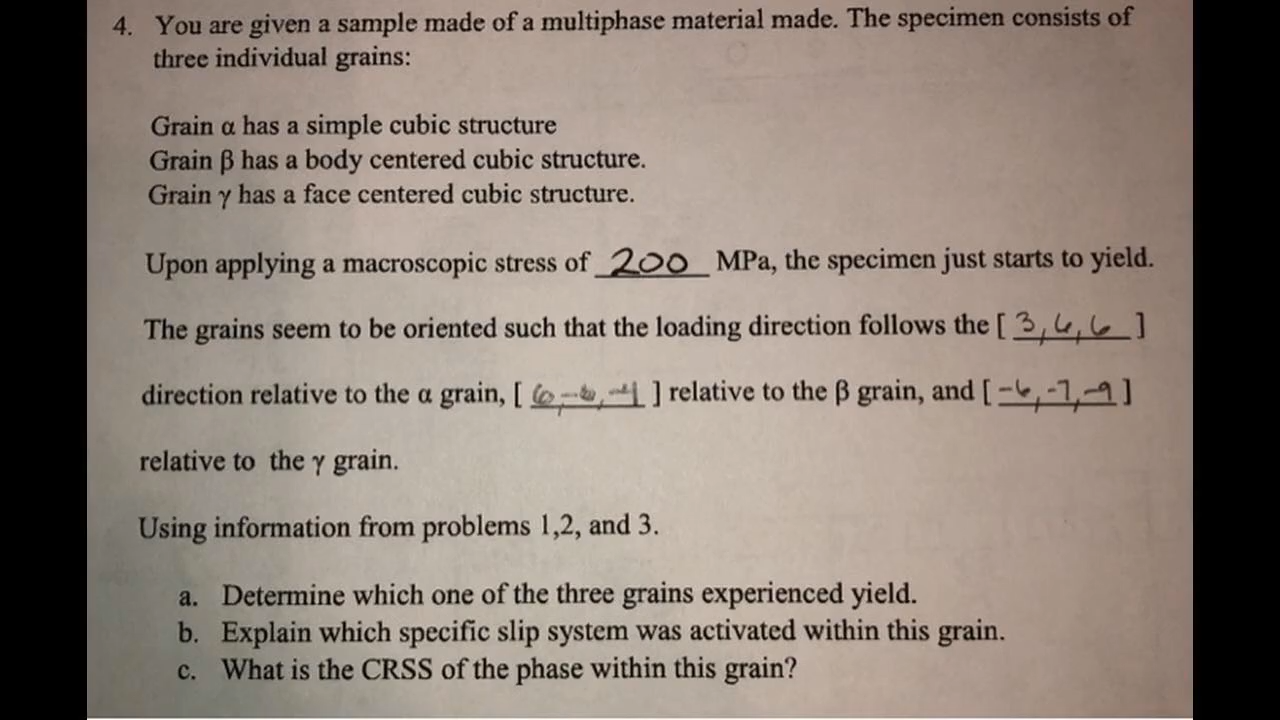 4. You are given a sample made of a multiphase material made. The specimen consists of
three individual grains:
Grain α has a simple cubic structure
Grain β has a body centered cubic structure.
Grain γ has a face centered cubic structure.
Upon applying a macroscopic stress of 200 MPa, the specimen just starts to yield.
The grains seem to be oriented such that the loading direction follows the [ 3,6,6 ]
direction relative to the α grain, [ ] relative to the β grain, and [ -6,-7,-9 ]
relative to the γ grain.
Using information from problems 1,2, and 3.
a. Determine which one of the three grains experienced yield.
b. Explain which specific slip system was activated within this grain.
c. What is the CRSS of the phase within this grain?